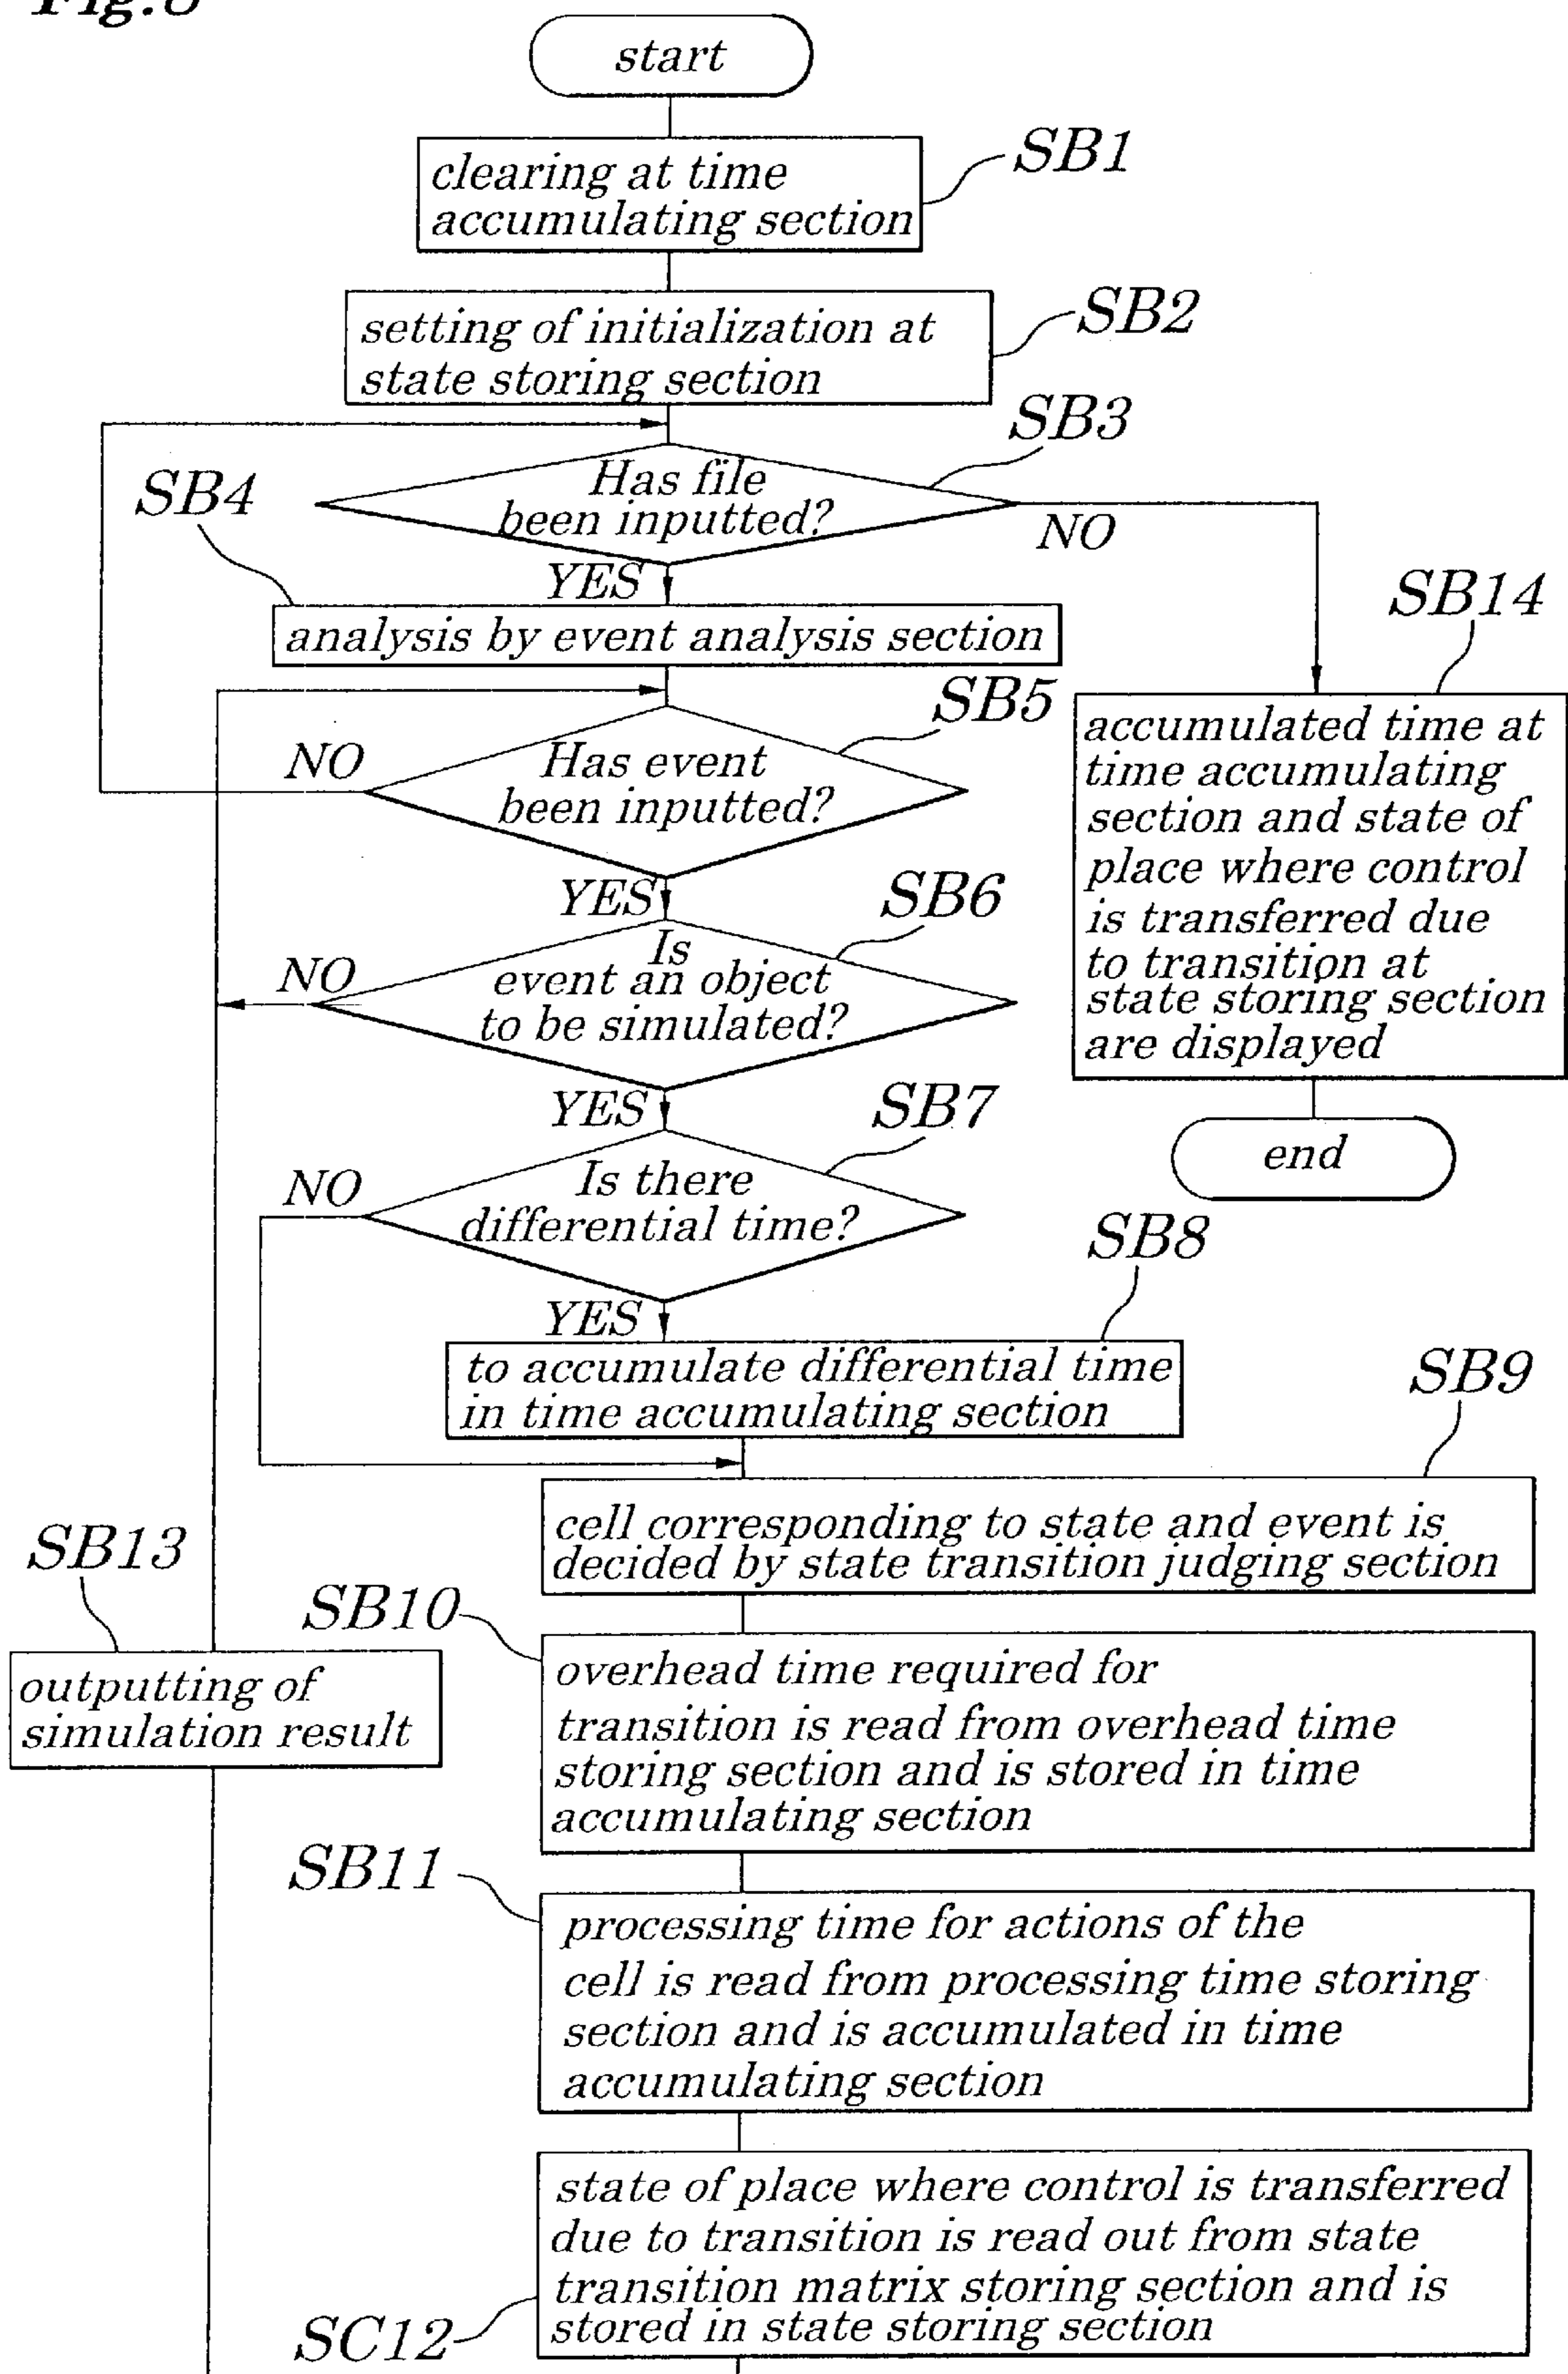 start
SB1
clearing at time
accumulating section
SB2
setting of initialization at
state storing section
SB3
Has file
been inputted?
NO
SB4
YES
analysis by event analysis section
SB14
accumulated time at
time accumulating
section and state of
place where control
is transferred due
to transition at
state storing section
are displayed
end
SB5
Has event
been inputted?
NO
YES
SB6
Is
event an object
to be simulated?
NO
YES
SB7
Is there
differential time?
NO
YES
SB8
to accumulate differential time
in time accumulating section
SB9
cell corresponding to state and event is
decided by state transition judging section
SB10
overhead time required for
transition is read from overhead time
storing section and is stored in time
accumulating section
SB11
processing time for actions of the
cell is read from processing time storing
section and is accumulated in time
accumulating section
SC12
state of place where control is transferred
due to transition is read out from state
transition matrix storing section and is
stored in state storing section
SB13
outputting of
simulation result